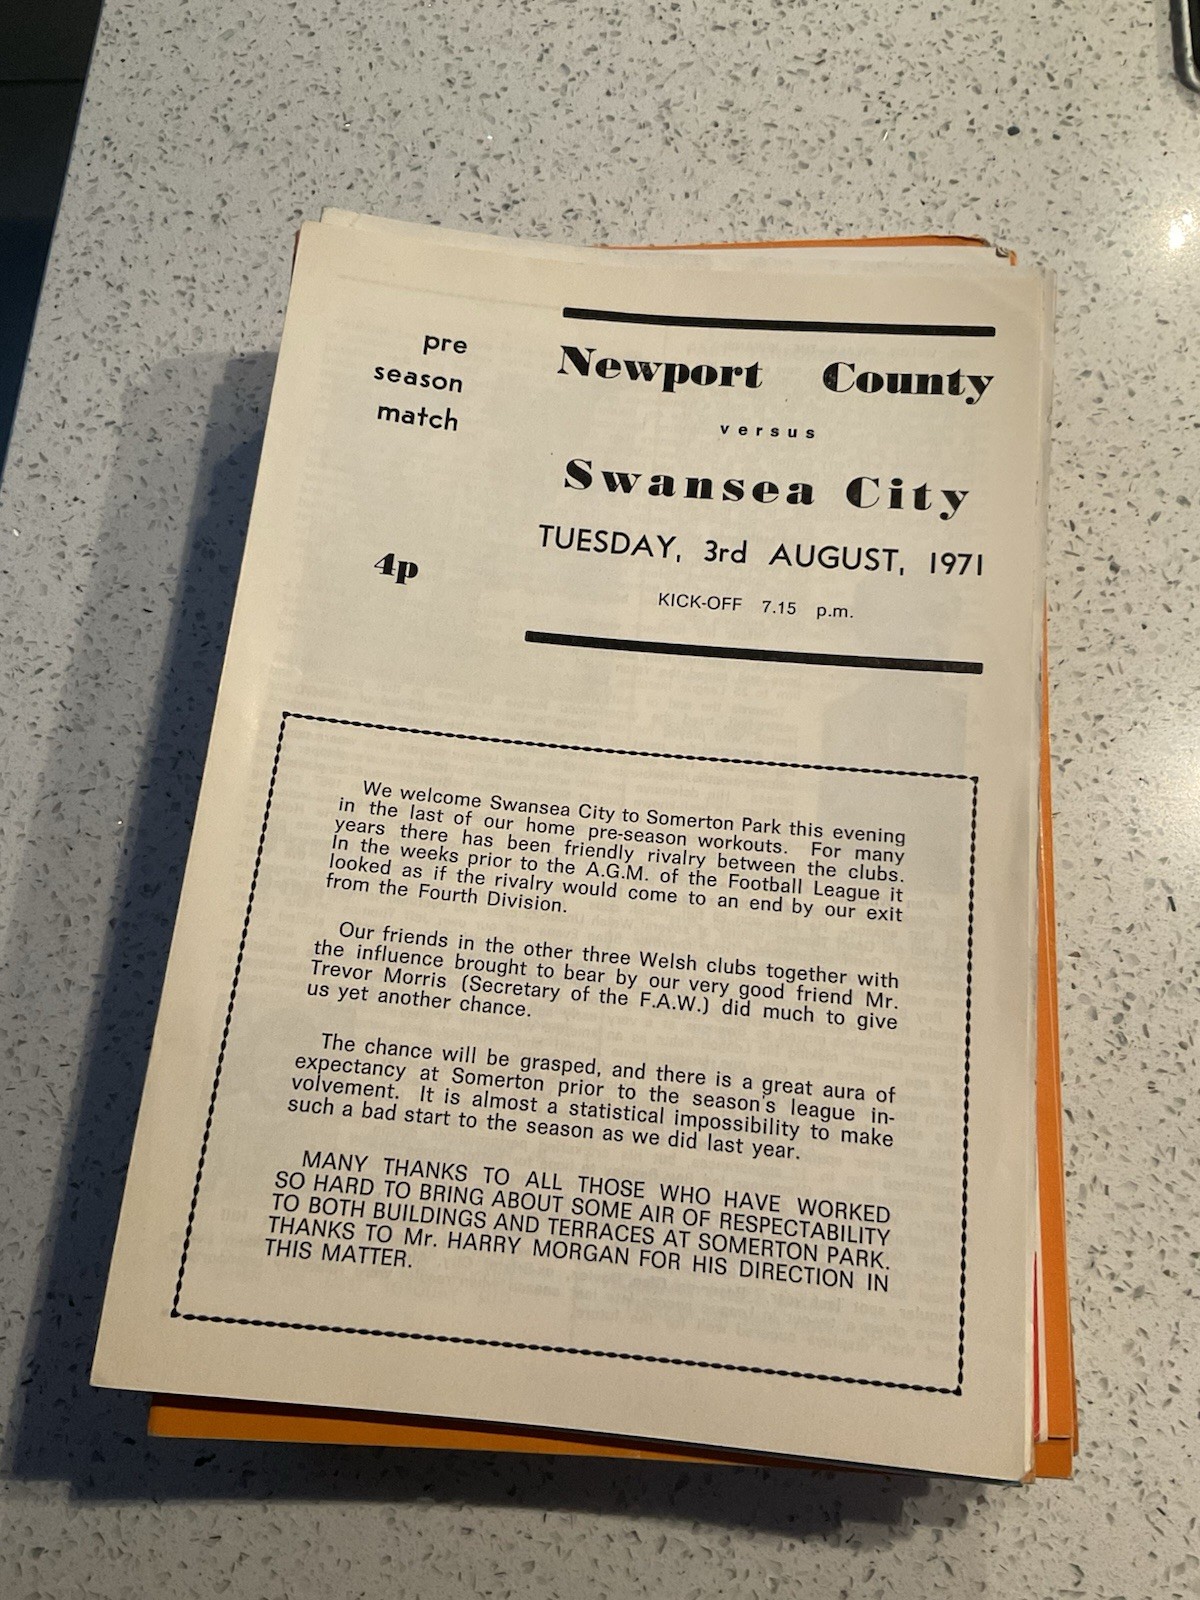 pre
season
match
4p
Newport County
versus
Swansea City
TUESDAY, 3rd AUGUST, 1971
KICK-OFF 7.15 p.m.
We welcome Swansea City to Somerton Park this evening
in the last of our home pre-season workouts. For many
years there has been friendly rivalry between the clubs.
In the weeks prior to the A.G.M. of the Football League it
looked as if the rivalry would come to an end by our exit
from the Fourth Division.
Our friends in the other three Welsh clubs together with
the influence brought to bear by our very good friend Mr.
Trevor Morris (Secretary of the F.A.W.) did much to give
us yet another chance.
The chance will be grasped, and there is a great aura of
expectancy at Somerton prior to the season's league in-
volvement. It is almost a statistical impossibility to make
such a bad start to the season as we did last year.
MANY THANKS TO ALL THOSE WHO HAVE WORKED
SO HARD TO BRING ABOUT SOME AIR OF RESPECTABILITY
TO BOTH BUILDINGS AND TERRACES AT SOMERTON PARK.
THANKS TO Mr. HARRY MORGAN FOR HIS DIRECTION IN
THIS MATTER.